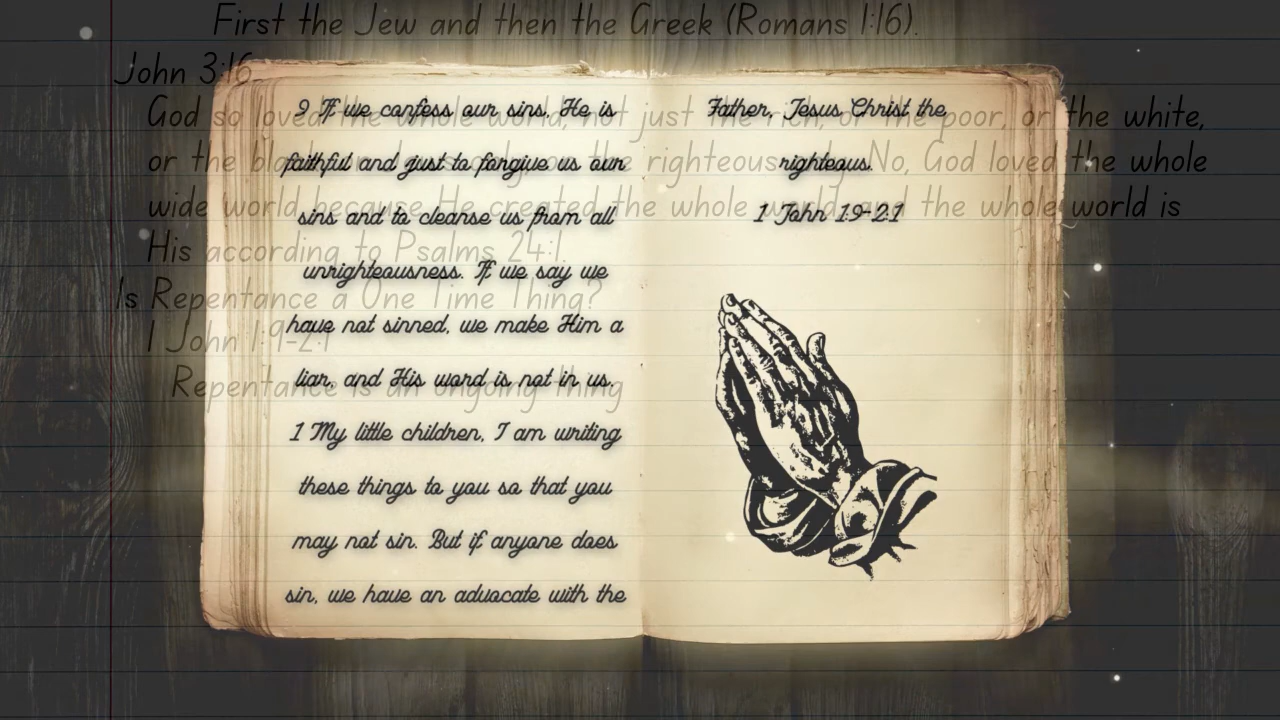 First the Jew and then the Greek (Romans 1:16).
John 3:16
God so loved the whole world, not just the rich, or the poor, or the white,
or the black, or the righteous. No, God loved the whole
wide world because He created the whole world and the whole world is
His according to Psalms 24:1.
Is Repentance a One Time Thing?
1 John 1:9-2:1
Repentance is an ongoing thing
9 If we confess our sins, He is
faithful and just to forgive us our
sins and to cleanse us from all
unrighteousness. If we say we
have not sinned, we make Him a
liar, and His word is not in us.
1 My little children, I am writing
these things to you so that you
may not sin. But if anyone does
sin, we have an advocate with the
Father, Jesus Christ the
righteous.
1 John 1:9-2:1